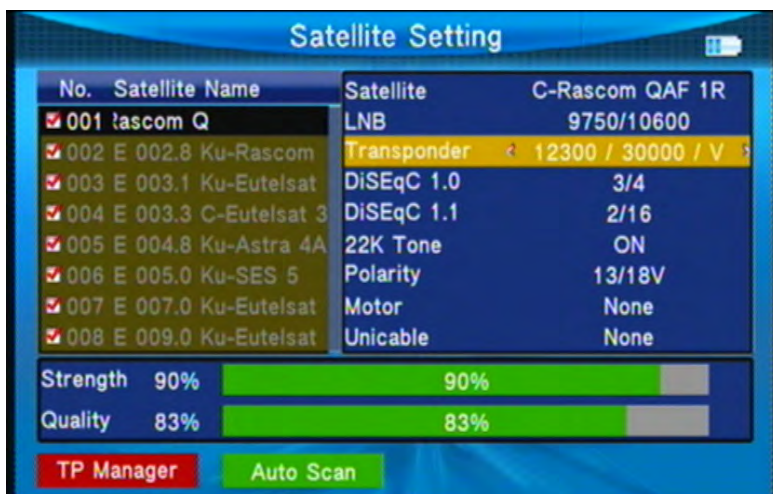 Satellite Setting
No. Satellite Name
001 Rascom Q
002 E 002.8 Ku-Rascom
003 E 003.1 Ku-Eutelsat
004 E 003.3 C-Eutelsat 3
005 E 004.8 Ku-Astra 4A
006 E 005.0 Ku-SES 5
007 E 007.0 Ku-Eutelsat
008 E 009.0 Ku-Eutelsat
Satellite C-Rascom QAF 1R
LNB 9750/10600
Transponder 12300 / 30000 / V
DiSEqC 1.0 3/4
DiSEqC 1.1 2/16
22K Tone ON
Polarity 13/18V
Motor None
Unicable None
Strength 90% 90%
Quality 83% 83%
TP Manager Auto Scan